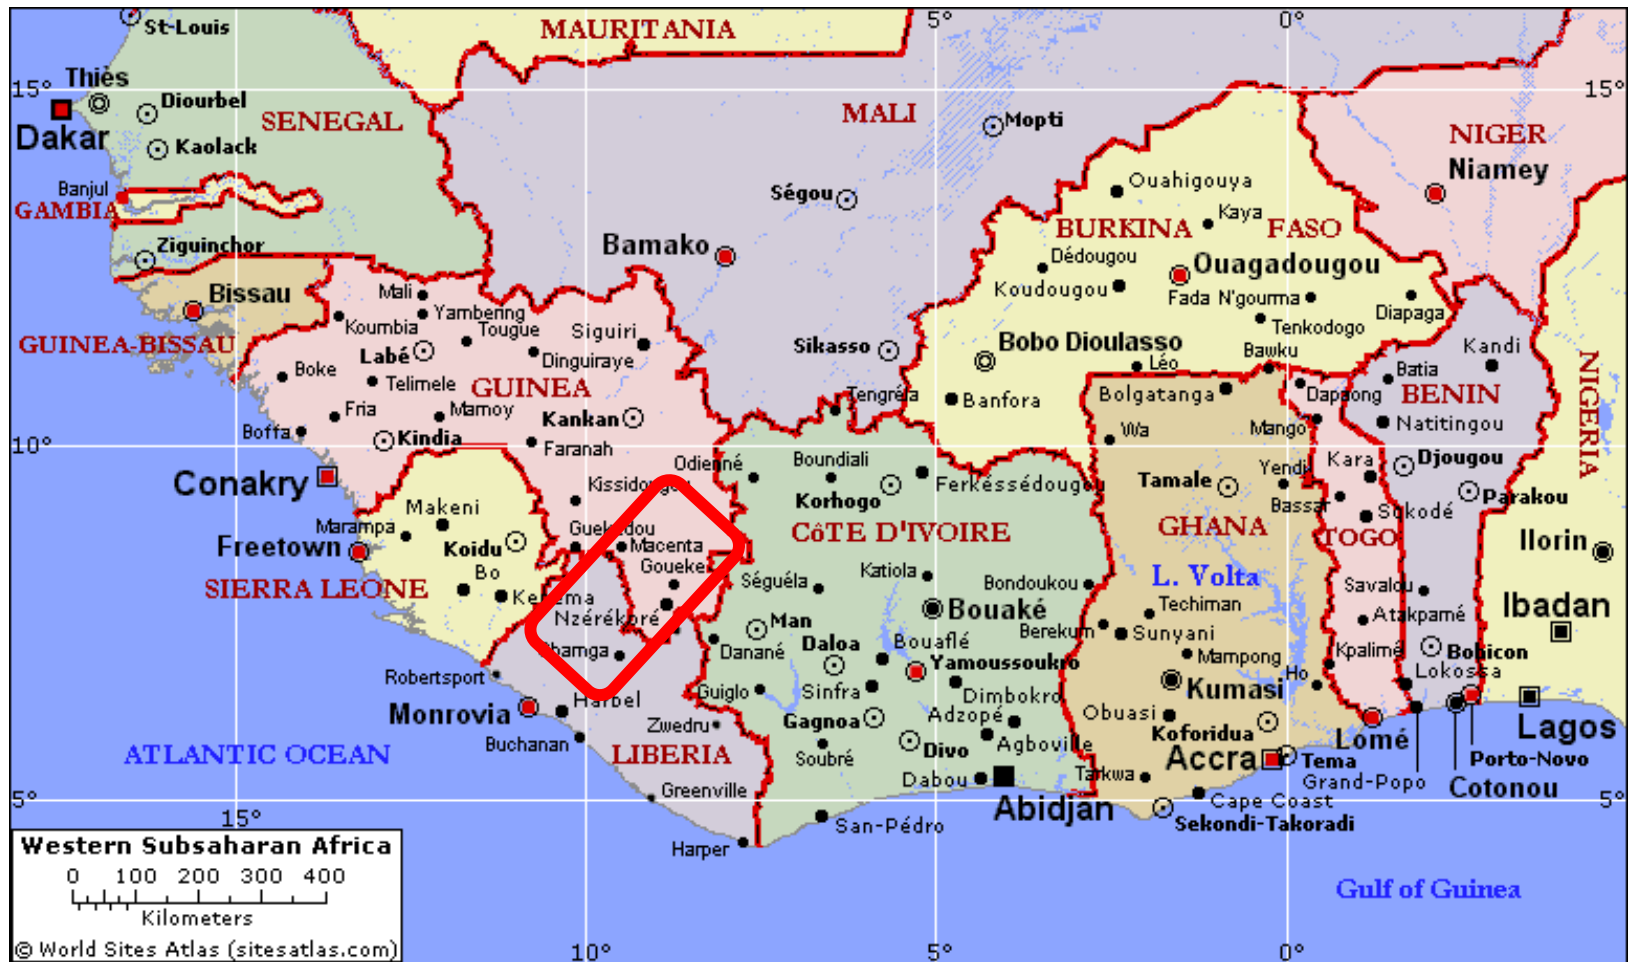 5°
0°
St-Louis
MAURITANIA
Thiès
15°
15°
Diourbel
Dakar
SENEGAL
MALI
Mopti
NIGER
Kaolack
Niamey
Banjul
Ségou
Ouahigouya
GAMBIA
Kaya
BURKINA
FASO
Ziguinchor
Bamako
Dédougou
Ouagadougou
Bissau
Mali
Koudougou
Fada N'gourma
Yambering
Diapaga
Koumbia
Tougue
Siguiri
Tenkodogo
GUINEA-BISSAU
Labé
Dinguiraye
Sikasso
Bobo Dioulasso
Bawku
Kandi
Boke
Telimele
GUINEA
Léo
Batia
NIGERIA
Tengréla
Banfora
Bolgatanga
Dapaong
BENIN
Fria
Mamoy
Kankan
Natitingou
Boffa
Kindia
Faranah
Wa
Mango
Odienné
Boundiali
Yendi
Kara
Djougou
Conakry
Kissidougou
Korhogo
Ferkéssédougou
Tamale
Bassar
Parakou
10°
10°
Makeni
Marampa
Guekedou
CôTE D'IVOIRE
GHANA
Sokodé
Freetown
Koidu
Macenta
TOGO
Ilorin
Goueke
SIERRA LEONE
Bo
Séguéla
Katiola
Bondoukou
L. Volta
Savalou
Kenema
Bouaké
Techiman
Ibadan
Nzérékoré
Man
Berekum
Sunyani
Atakpamé
Danané
Daloa
Bouaflé
Mampong
Kpalimé
Bohicon
Robertsport
Yamoussoukro
Ho
Lokossa
Guiglo
Sinfra
Dimbokro
Kumasi
Monrovia
Harbel
Zwedru
Gagnoa
Adzopé
Obuasi
Koforidua
Lomé
Lagos
ATLANTIC OCEAN
Buchanan
LIBERIA
Soubré
Divo
Agboville
Accra
Tema
Porto-Novo
Dabou
Tarkwa
Grand-Popo
Cotonou
Greenville
Abidjan
Cape Coast
5°
5°
15°
San-Pédro
Sekondi-Takoradi
Harper
Western Subsaharan Africa
0 100 200 300 400
Kilometers
Gulf of Guinea
© World Sites Atlas (sitesatlas.com)
10°
5°
0°